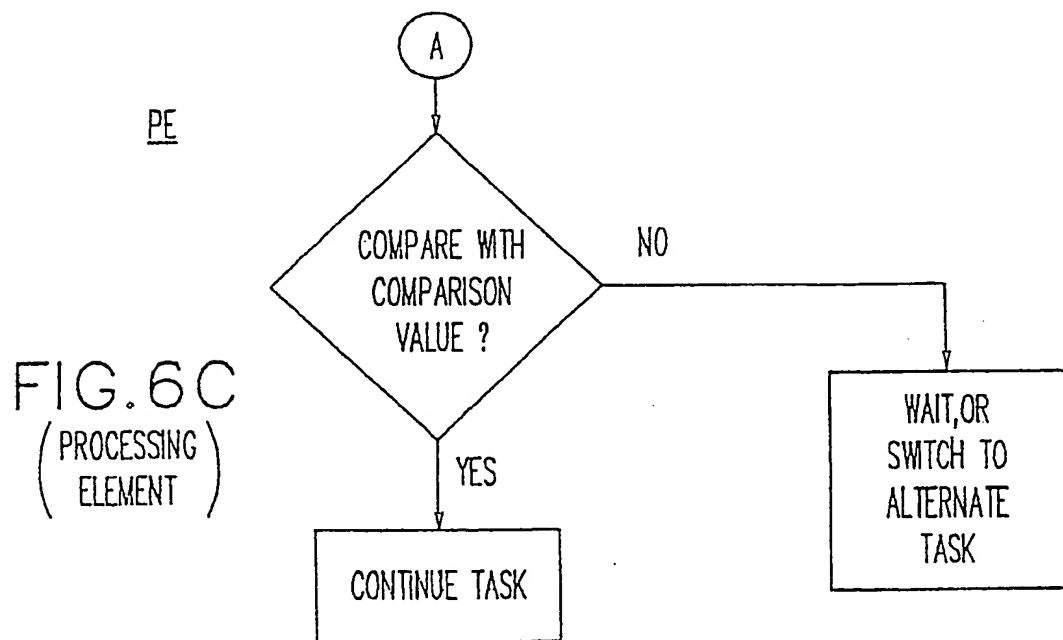 A
PE
COMPARE WITH
COMPARISON
VALUE ?
NO
YES
FIG.6C
(PROCESSING
ELEMENT)
WAIT,OR
SWITCH TO
ALTERNATE
TASK
CONTINUE TASK